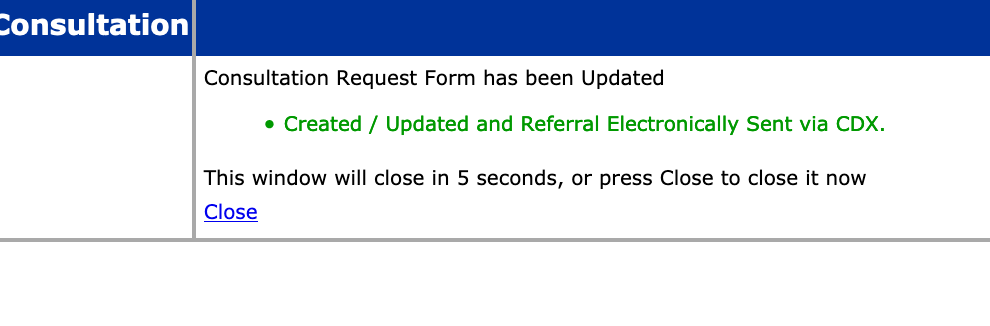 Consultation
Consultation Request Form has been Updated
• Created / Updated and Referral Electronically Sent via CDX.
This window will close in 5 seconds, or press Close to close it now
Close